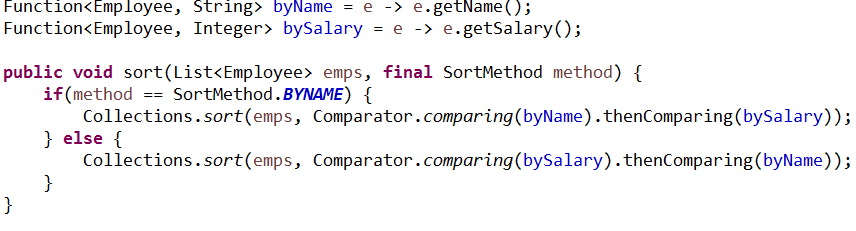 Function<Employee, String> byName = e -> e.getName();
Function<Employee, Integer> bySalary = e -> e.getSalary();
public void sort(List<Employee> emps, final SortMethod method) {
if(method == SortMethod.BYNAME) {
Collections.sort(emps, Comparator.comparing(byName).thenComparing(bySalary));
} else {
Collections.sort(emps, Comparator.comparing(bySalary).thenComparing(byName));
}
}